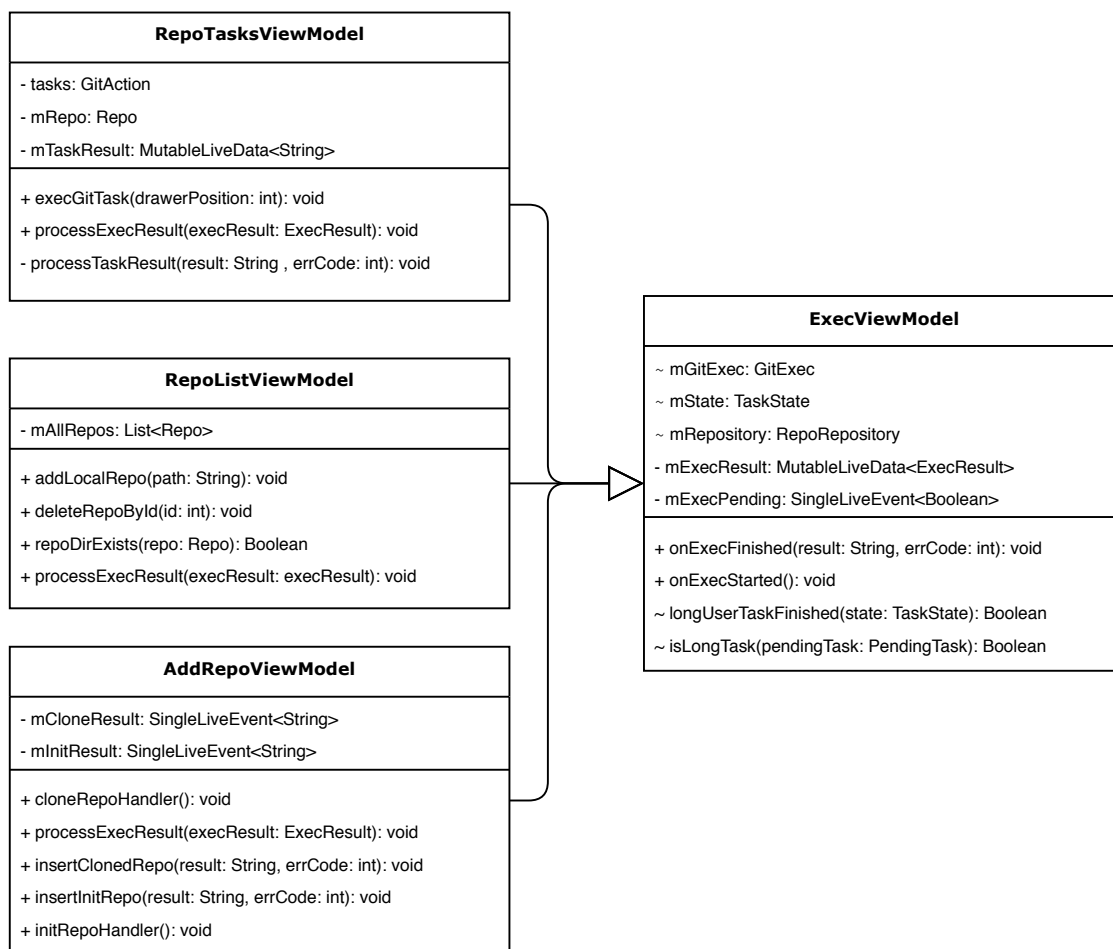 RepoTasksViewModel
- tasks: GitAction
- mRepo: Repo
- mTaskResult: MutableLiveData<String>
+ execGitTask(drawerPosition: int): void
+ processExecResult(execResult: ExecResult): void
- processTaskResult(result: String , errCode: int): void
RepoListViewModel
- mAllRepos: List<Repo>
+ addLocalRepo(path: String): void
+ deleteRepoById(id: int): void
+ repoDirExists(repo: Repo): Boolean
+ processExecResult(execResult: execResult): void
AddRepoViewModel
- mCloneResult: SingleLiveEvent<String>
- mInitResult: SingleLiveEvent<String>
+ cloneRepoHandler(): void
+ processExecResult(execResult: ExecResult): void
+ insertClonedRepo(result: String, errCode: int): void
+ insertInitRepo(result: String, errCode: int): void
+ initRepoHandler(): void
ExecViewModel
~ mGitExec: GitExec
~ mState: TaskState
~ mRepository: RepoRepository
- mExecResult: MutableLiveData<ExecResult>
- mExecPending: SingleLiveEvent<Boolean>
+ onExecFinished(result: String, errCode: int): void
+ onExecStarted(): void
~ longUserTaskFinished(state: TaskState): Boolean
~ isLongTask(pendingTask: PendingTask): Boolean